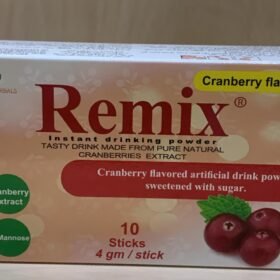 Cranberry fla
Remix®
Instant drinking powder
TASTY DRINK MADE FROM PURE NATURAL
CRANBERRIES EXTRACT
Cranberry flavored artificial drink pow
sweetened with sugar.
anberry
Extract
Mannose
10
Sticks
4 gm / stick